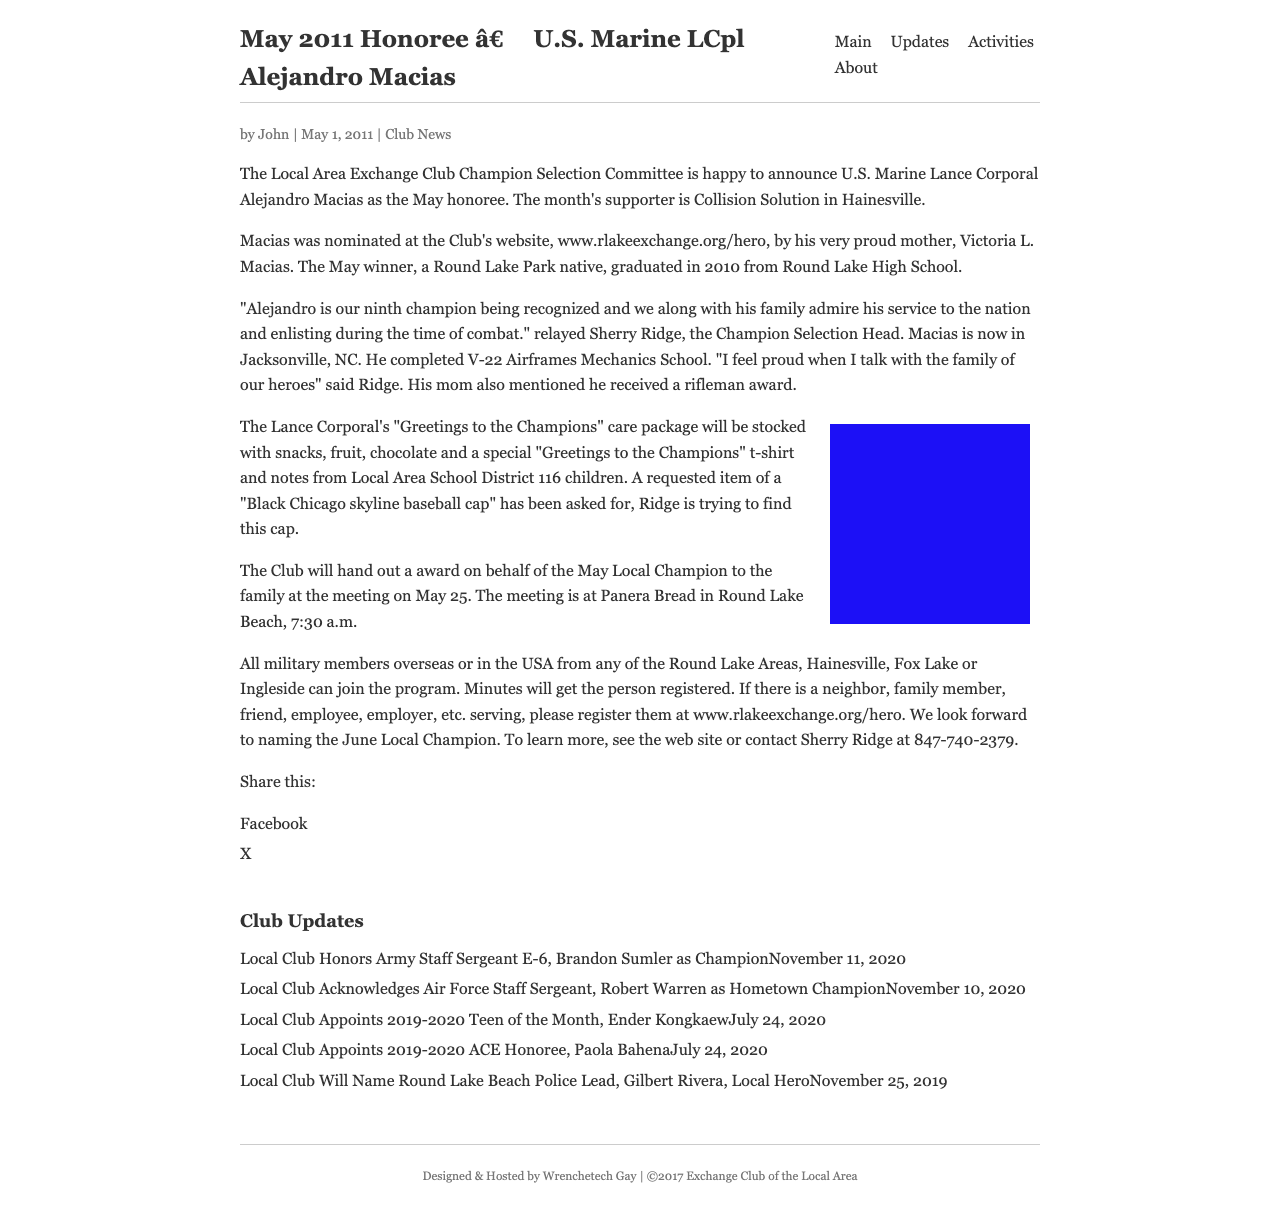 May 2011 Honoree â€ U.S. Marine LCpl
Alejandro Macias
Main Updates Activities
About
by John | May 1, 2011 | Club News
The Local Area Exchange Club Champion Selection Committee is happy to announce U.S. Marine Lance Corporal
Alejandro Macias as the May honoree. The month's supporter is Collision Solution in Hainesville.
Macias was nominated at the Club's website, www.rlakeexchange.org/hero, by his very proud mother, Victoria L.
Macias. The May winner, a Round Lake Park native, graduated in 2010 from Round Lake High School.
"Alejandro is our ninth champion being recognized and we along with his family admire his service to the nation
and enlisting during the time of combat." relayed Sherry Ridge, the Champion Selection Head. Macias is now in
Jacksonville, NC. He completed V-22 Airframes Mechanics School. "I feel proud when I talk with the family of
our heroes" said Ridge. His mom also mentioned he received a rifleman award.
The Lance Corporal's "Greetings to the Champions" care package will be stocked
with snacks, fruit, chocolate and a special "Greetings to the Champions" t-shirt
and notes from Local Area School District 116 children. A requested item of a
"Black Chicago skyline baseball cap" has been asked for, Ridge is trying to find
this cap.
The Club will hand out a award on behalf of the May Local Champion to the
family at the meeting on May 25. The meeting is at Panera Bread in Round Lake
Beach, 7:30 a.m.
All military members overseas or in the USA from any of the Round Lake Areas, Hainesville, Fox Lake or
Ingleside can join the program. Minutes will get the person registered. If there is a neighbor, family member,
friend, employee, employer, etc. serving, please register them at www.rlakeexchange.org/hero. We look forward
to naming the June Local Champion. To learn more, see the web site or contact Sherry Ridge at 847-740-2379.
Share this:
Facebook
X
Club Updates
Local Club Honors Army Staff Sergeant E-6, Brandon Sumler as ChampionNovember 11, 2020
Local Club Acknowledges Air Force Staff Sergeant, Robert Warren as Hometown ChampionNovember 10, 2020
Local Club Appoints 2019-2020 Teen of the Month, Ender KongkaewJuly 24, 2020
Local Club Appoints 2019-2020 ACE Honoree, Paola BahenaJuly 24, 2020
Local Club Will Name Round Lake Beach Police Lead, Gilbert Rivera, Local HeroNovember 25, 2019
Designed & Hosted by Wrenchetech Gay | ©2017 Exchange Club of the Local Area